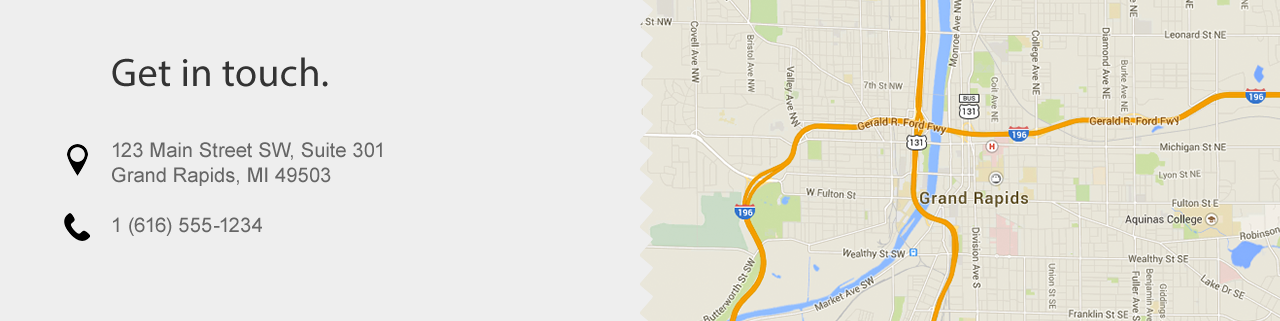 Get in touch.
123 Main Street SW, Suite 301
Grand Rapids, MI 49503
1 (616) 555-1234
St NW
Covell Ave NW
Bristol Ave NW
Valley Ave NW
7th St NW
Monroe Ave NW
BUS
131
Coit Ave NE
College Ave NE
Diamond Ave NE
Burke Ave NE
Ave NE
Leonard St NE
196
Gerald R. Ford Fwy
131
196
Gerald R. Ford Fwy
H
Michigan St NE
Lyon St NE
W Fulton St
Grand Rapids
Fulton St E
Aquinas College
196
Robinson
Wealthy St SW
Wealthy St SE
Division Ave S
Butterworth St SW
Market Ave SW
Union St SE
Fuller Ave S
Benjamin Ave
Giddings
Lake Dr SE
Franklin St SE